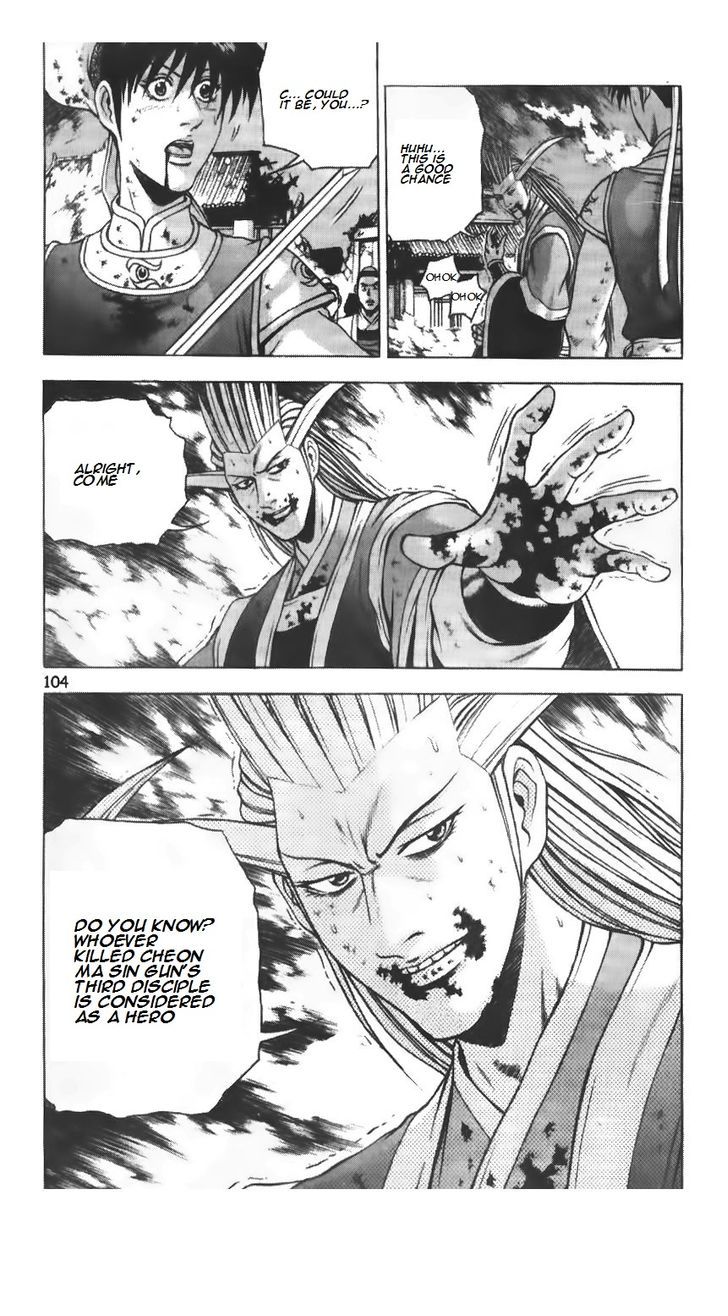 C... COULD
IT BE, YOU...?
HUHU...
THIS IS
A GOOD
CHANCE
OHOK
OHOK
ALRIGHT,
COME
104
DO YOU KNOW?
WHOEVER
KILLED CHEON
MA SIN GUN'S
THIRD DISCIPLE
IS CONSIDERED
AS A HERO